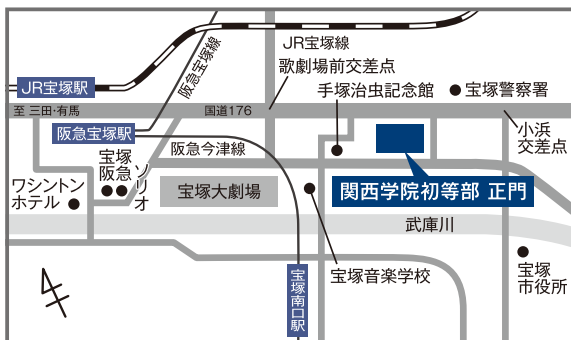 JR宝塚線
阪急宝塚線
歌劇場前交差点
JR宝塚駅
手塚治虫記念館
宝塚警察署
至 三田・有馬
国道176
小浜
交差点
阪急宝塚駅
阪急今津線
宝塚
阪急
ソリオ
ワシントン
ホテル
宝塚大劇場
関西学院初等部 正門
武庫川
宝塚音楽学校
宝塚南口駅
宝塚
市役所